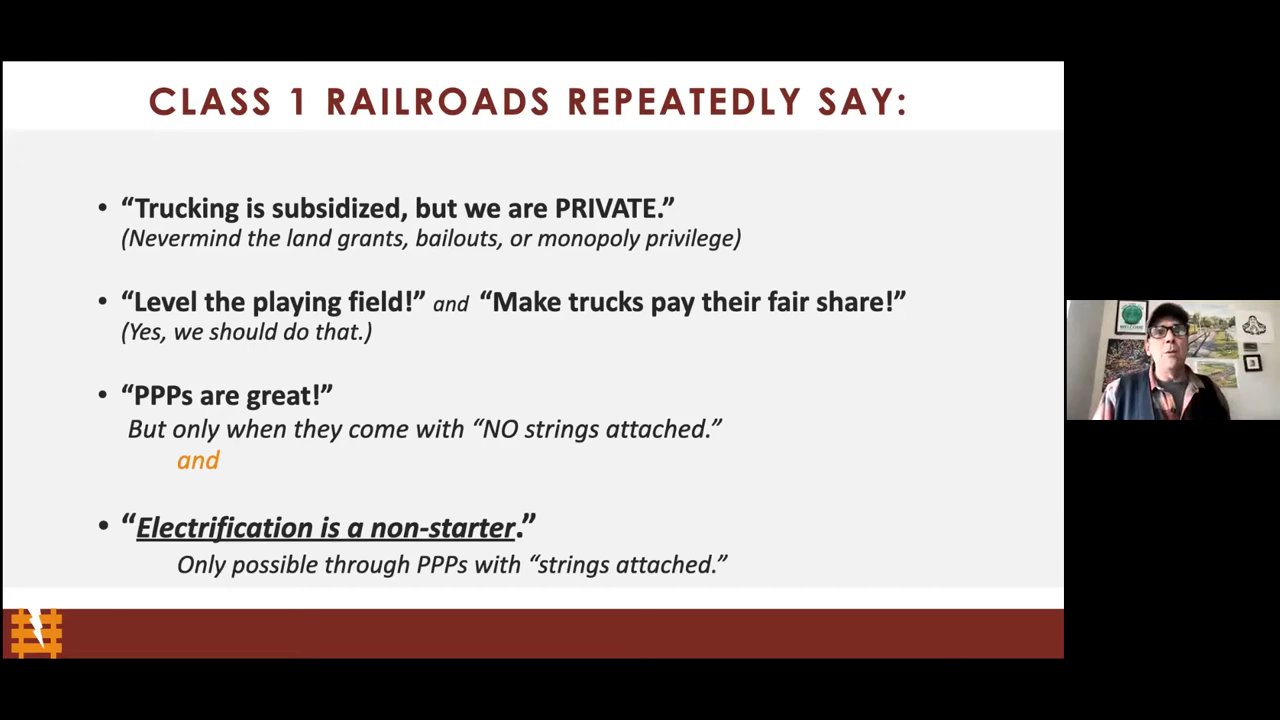 CLASS 1 RAILROADS REPEATEDLY SAY:
• “Trucking is subsidized, but we are PRIVATE.”
(Nevermind the land grants, bailouts, or monopoly privilege)
• “Level the playing field!” and “Make trucks pay their fair share!”
(Yes, we should do that.)
• “PPPs are great!”
But only when they come with “NO strings attached.”
and
• “Electrification is a non-starter.”
Only possible through PPPs with “strings attached.”
WELCOME